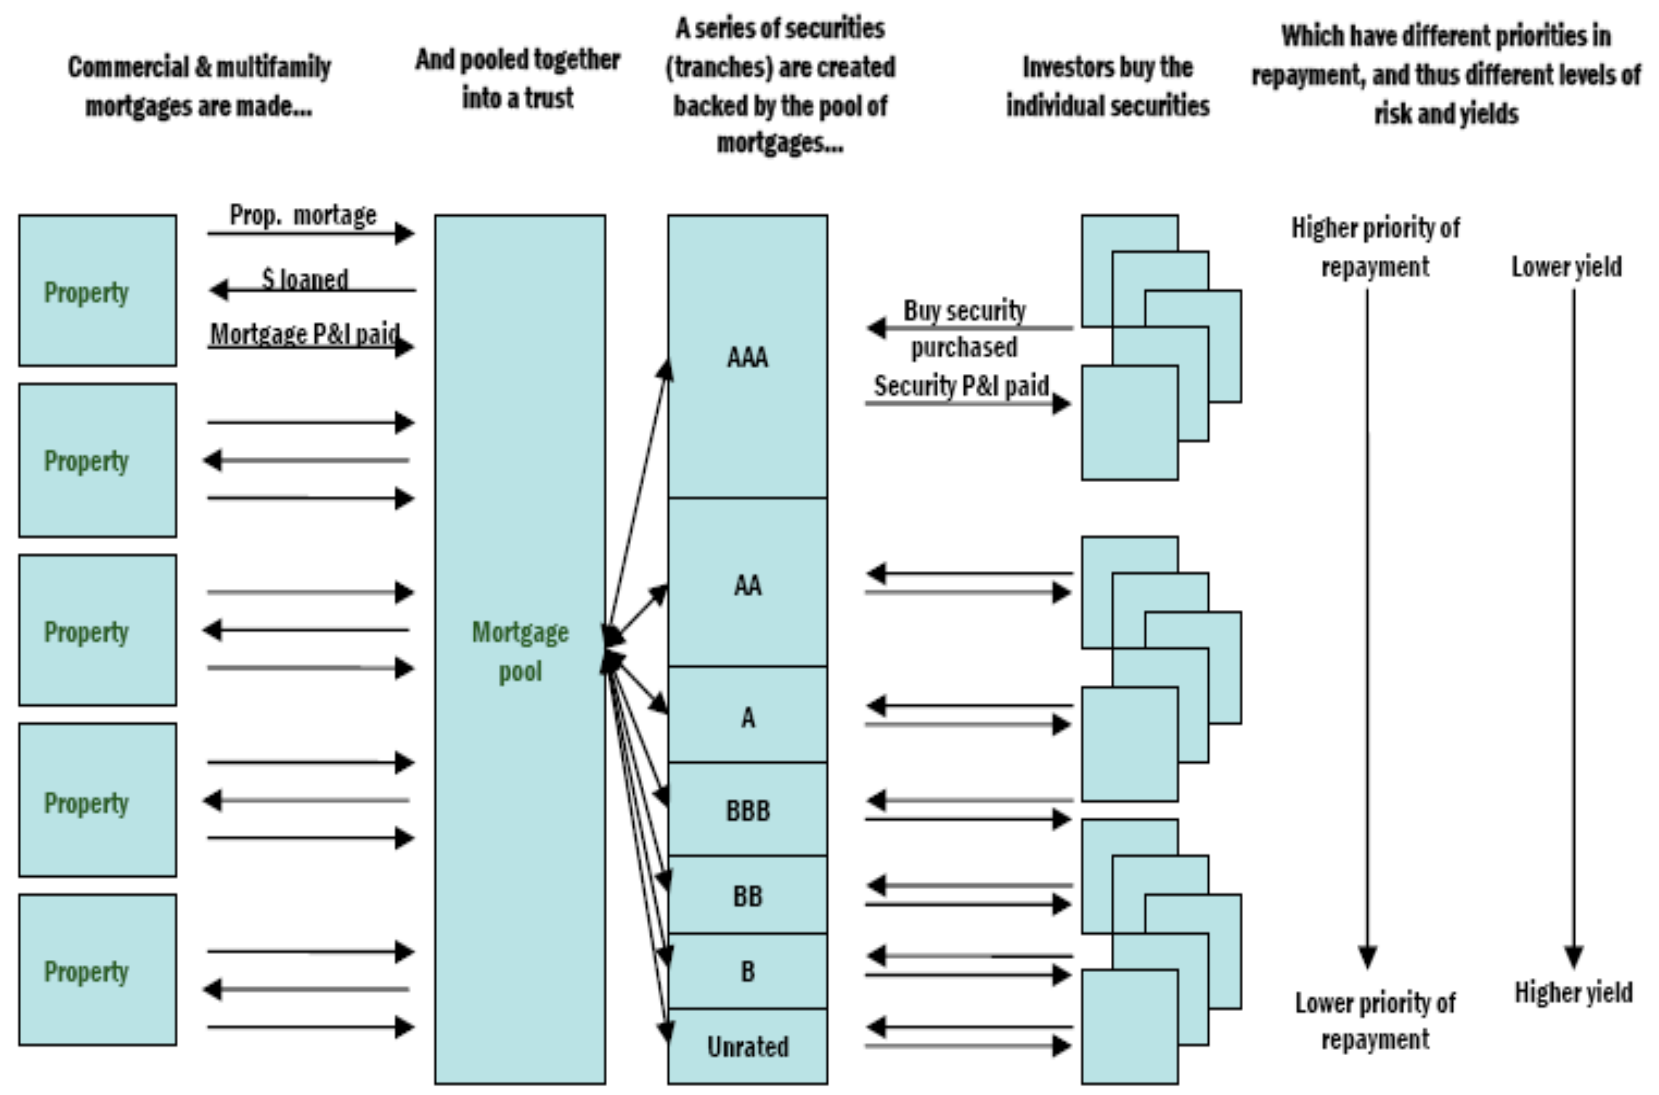 Commercial & multifamily
mortgages are made...
And pooled together
into a trust
A series of securities
(tranches) are created
backed by the pool of
mortgages...
Investors buy the
individual securities
Which have different priorities in
repayment, and thus different levels of
risk and yields
Property
Property
Property
Property
Property
Prop. mortage
$ loaned
Mortgage P&I paid
Mortgage
pool
AAA
AA
A
BBB
BB
B
Unrated
Buy security
purchased
Security P&I paid
Higher priority of
repayment
Lower yield
Lower priority of
repayment
Higher yield